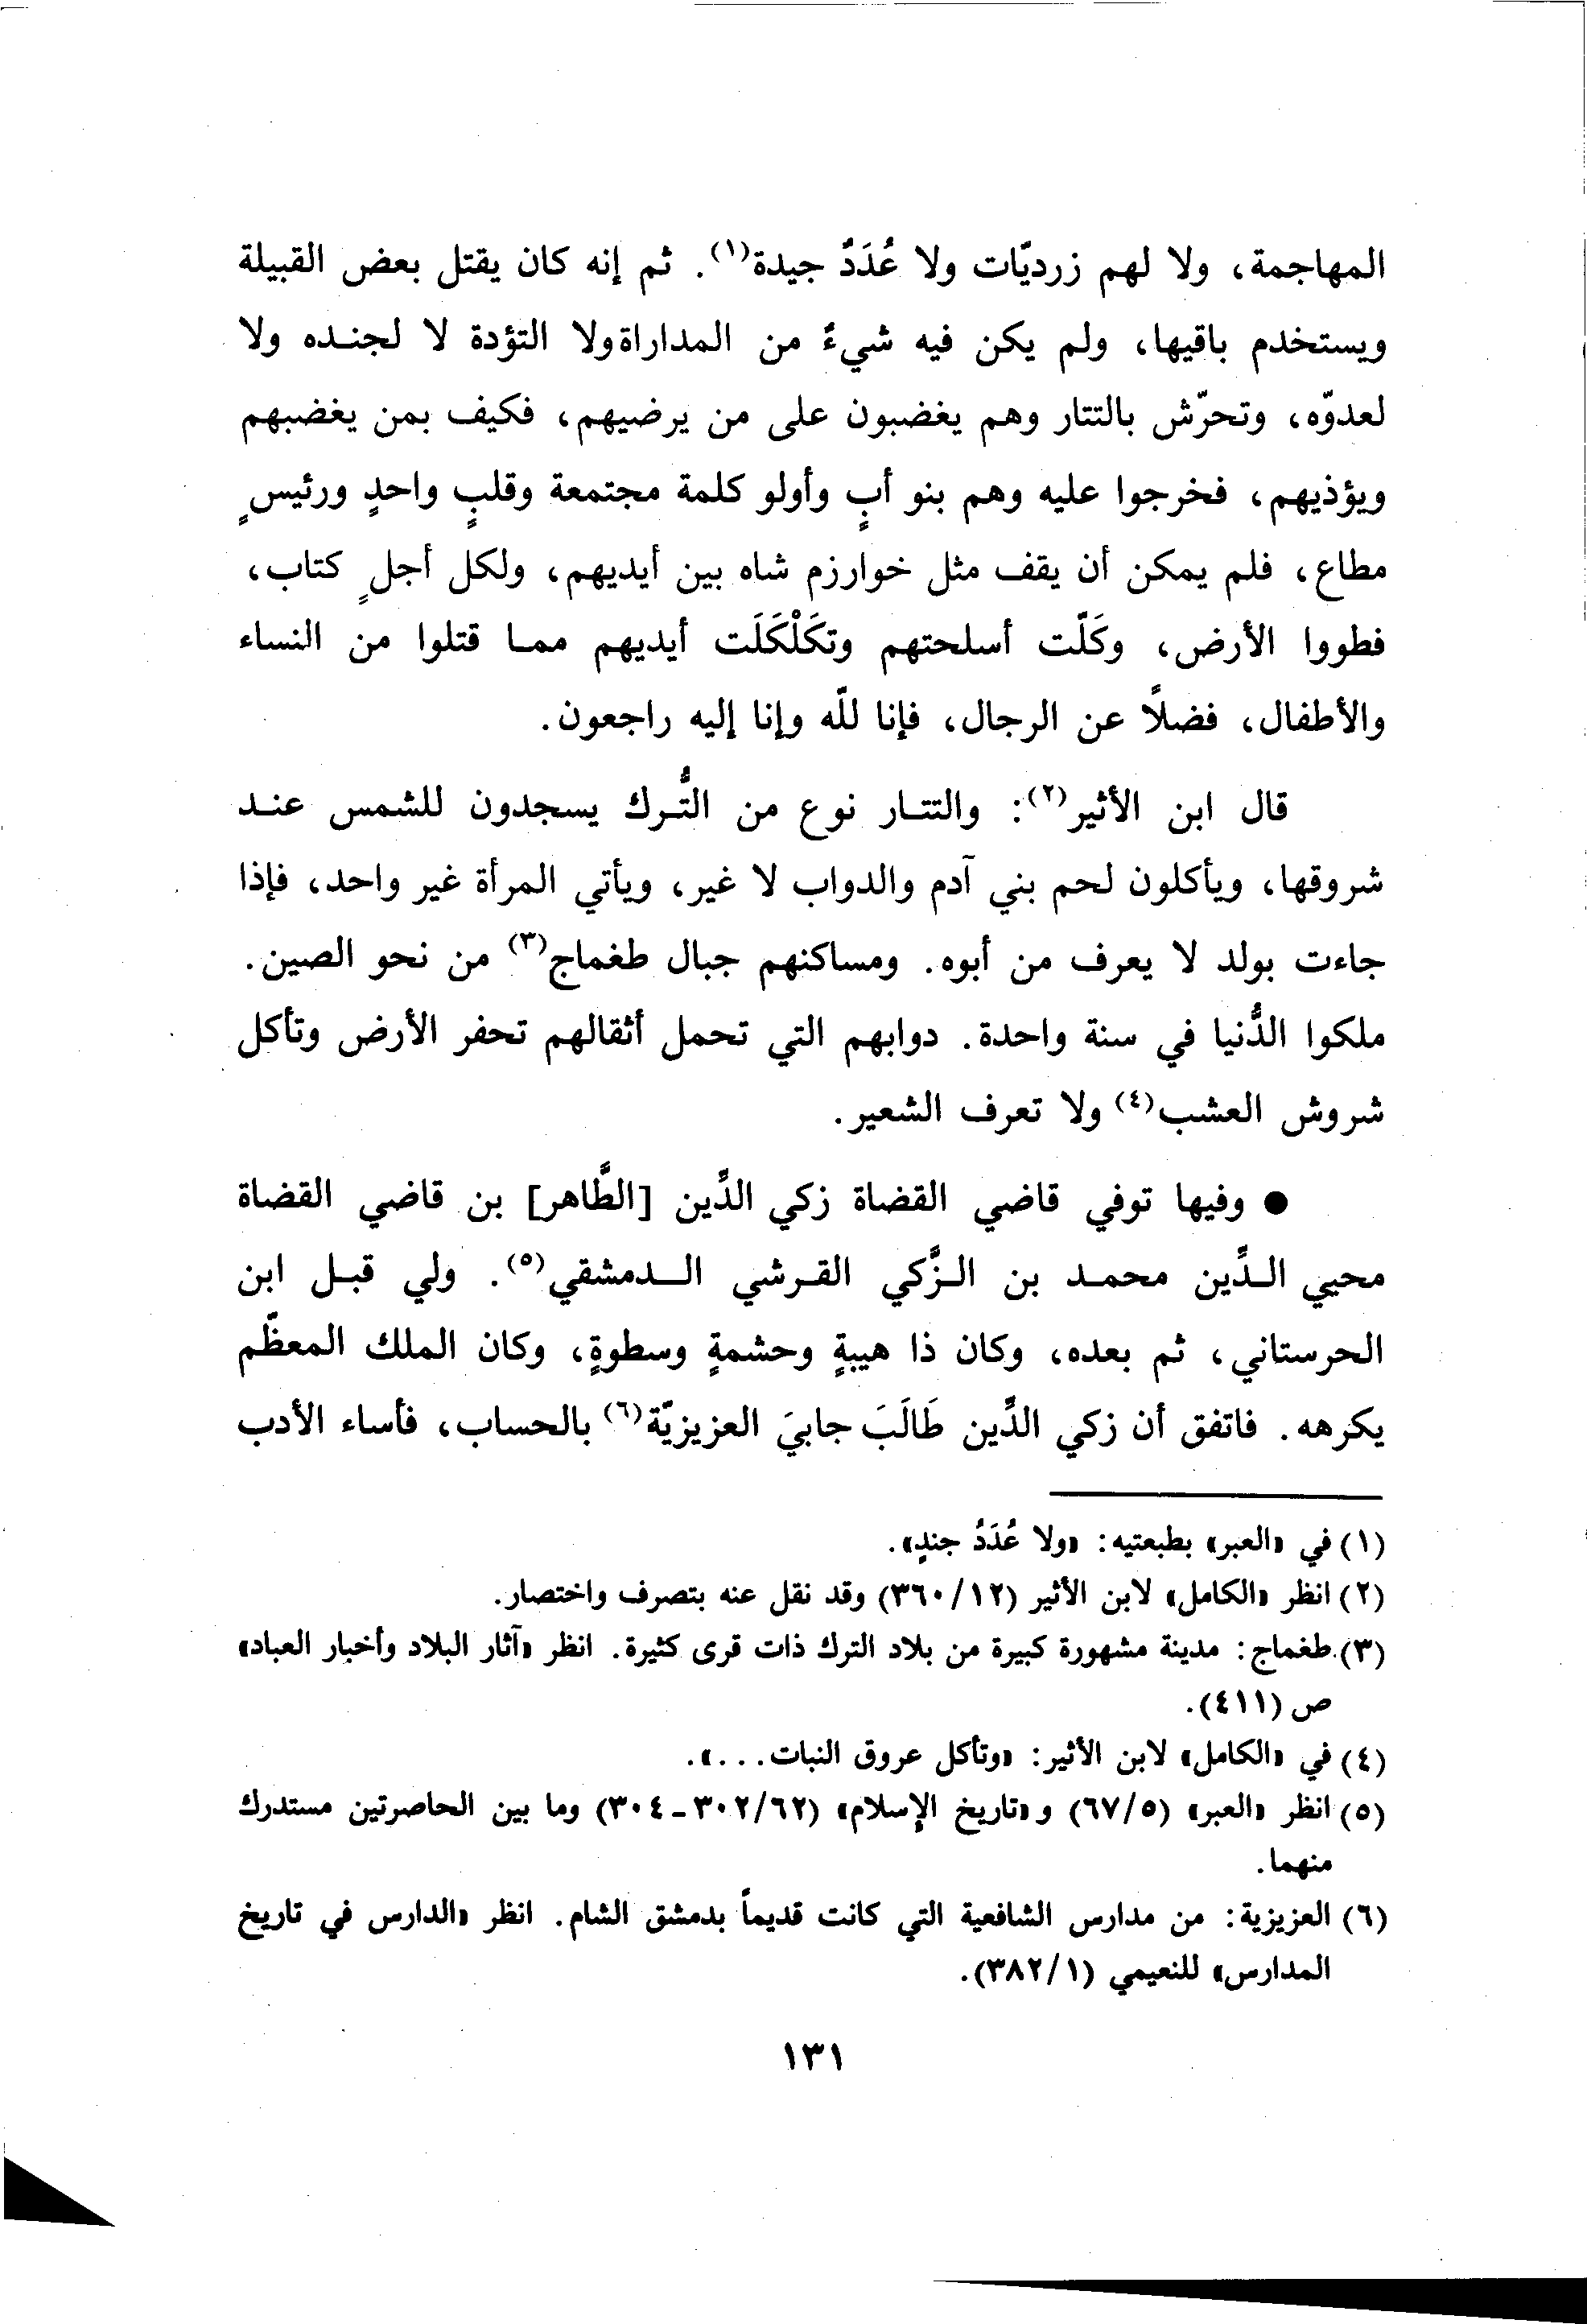 المهاجمة، ولا لهم زرديّات ولا عُدَدٌ جيدة(١). ثم إنه كان يقتل بعض القبيلة
ويستخدم باقيها، ولم يكن فيه شيءٌ من المداراة ولا التؤدة لا لجنده ولا
لعدوّه، وتحرّش بالتتار وهم يغضبون على من يرضيهم، فكيف بمن يغضبهم
ويؤذيهم، فخرجوا عليه وهم بنو أبٍ وأولو كلمة مجتمعة وقلبٍ واحدٍ ورئيسٍ
مطاع، فلم يمكن أن يقف مثل خوارزم شاه بين أيديهم، ولكل أجلٍ كتاب،
فطووا الأرض، وكَلَّت أسلحتهم وتكَلْكَلَت أيديهم مما قتلوا من النساء
والأطفال، فضلاً عن الرجال، فإنا لله وإنا إليه راجعون.
قال ابن الأثير(٢): والتتار نوع من التُّرك يسجدون للشمس عند
شروقها، ويأكلون لحم بني آدم والدواب لا غير، ويأتي المرأة غير واحد، فإذا
جاءت بولد لا يعرف من أبوه. ومساكنهم جبال طغماج(٣) من نحو الصين.
ملكوا الدُّنيا في سنة واحدة. دوابهم التي تحمل أثقالهم تحفر الأرض وتأكل
شروش العشب(٤) ولا تعرف الشعير.
● وفيها توفي قاضي القضاة زكي الدِّين [الطَّاهر] بن قاضي القضاة
محيي الدِّين محمد بن الزَّكي القرشي الدمشقي(٥). ولي قبل ابن
الحرستاني، ثم بعده، وكان ذا هيبةٍ وحشمةٍ وسطوةٍ، وكان الملك المعظَّم
يكرهه. فاتفق أن زكي الدِّين طَالَبَ جابيَ العزيزيّة(٦) بالحساب، فأساء الأدب
(١) في «العبر» بطبعتيه: «ولا عُدَدُ جندٍ».
(٢) انظر «الكامل» لابن الأثير (١٢/ ٣٦٠) وقد نقل عنه بتصرف واختصار.
(٣) طغماج: مدينة مشهورة كبيرة من بلاد الترك ذات قرى كثيرة. انظر «آثار البلاد وأخبار العباد»
ص (٤١١).
(٤) في «الكامل» لابن الأثير: «وتأكل عروق النبات...».
(٥) انظر «العبر» (٥/ ٦٧) و «تاريخ الإسلام» (٦٢/ ٣٠٢ - ٣٠٤) وما بين الحاصرتين مستدرك
منهما.
(٦) العزيزية: من مدارس الشافعية التي كانت قديماً بدمشق الشام. انظر «الدارس في تاريخ
المدارس» للنعيمي (١/ ٣٨٢).
١٣١